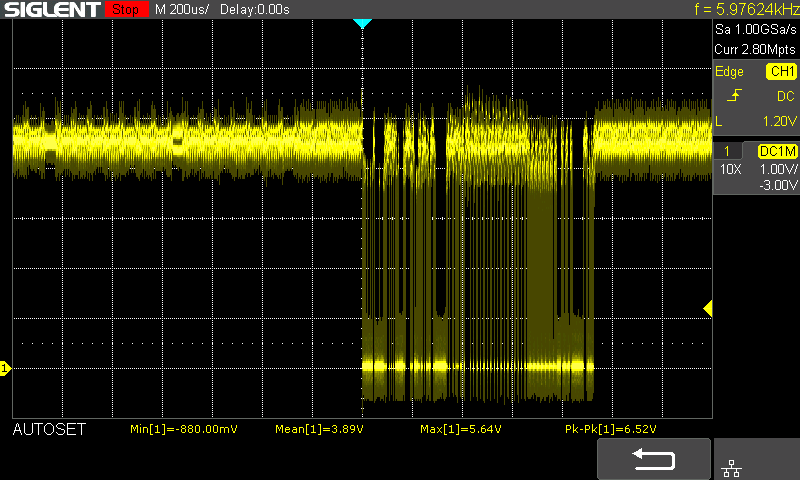 SIGLENT Stop M 200us/ Delay:0.00s f = 5.97624kHz
Sa 1.00GSa/s
Curr 2.80Mpts
Edge CH1
DC
L 1.20V
1 DC1M
10X 1.00V/
-3.00V
1
AUTOSET Min[1]=-880.00mV Mean[1]=3.89V Max[1]=5.64V Pk-Pk[1]=6.52V